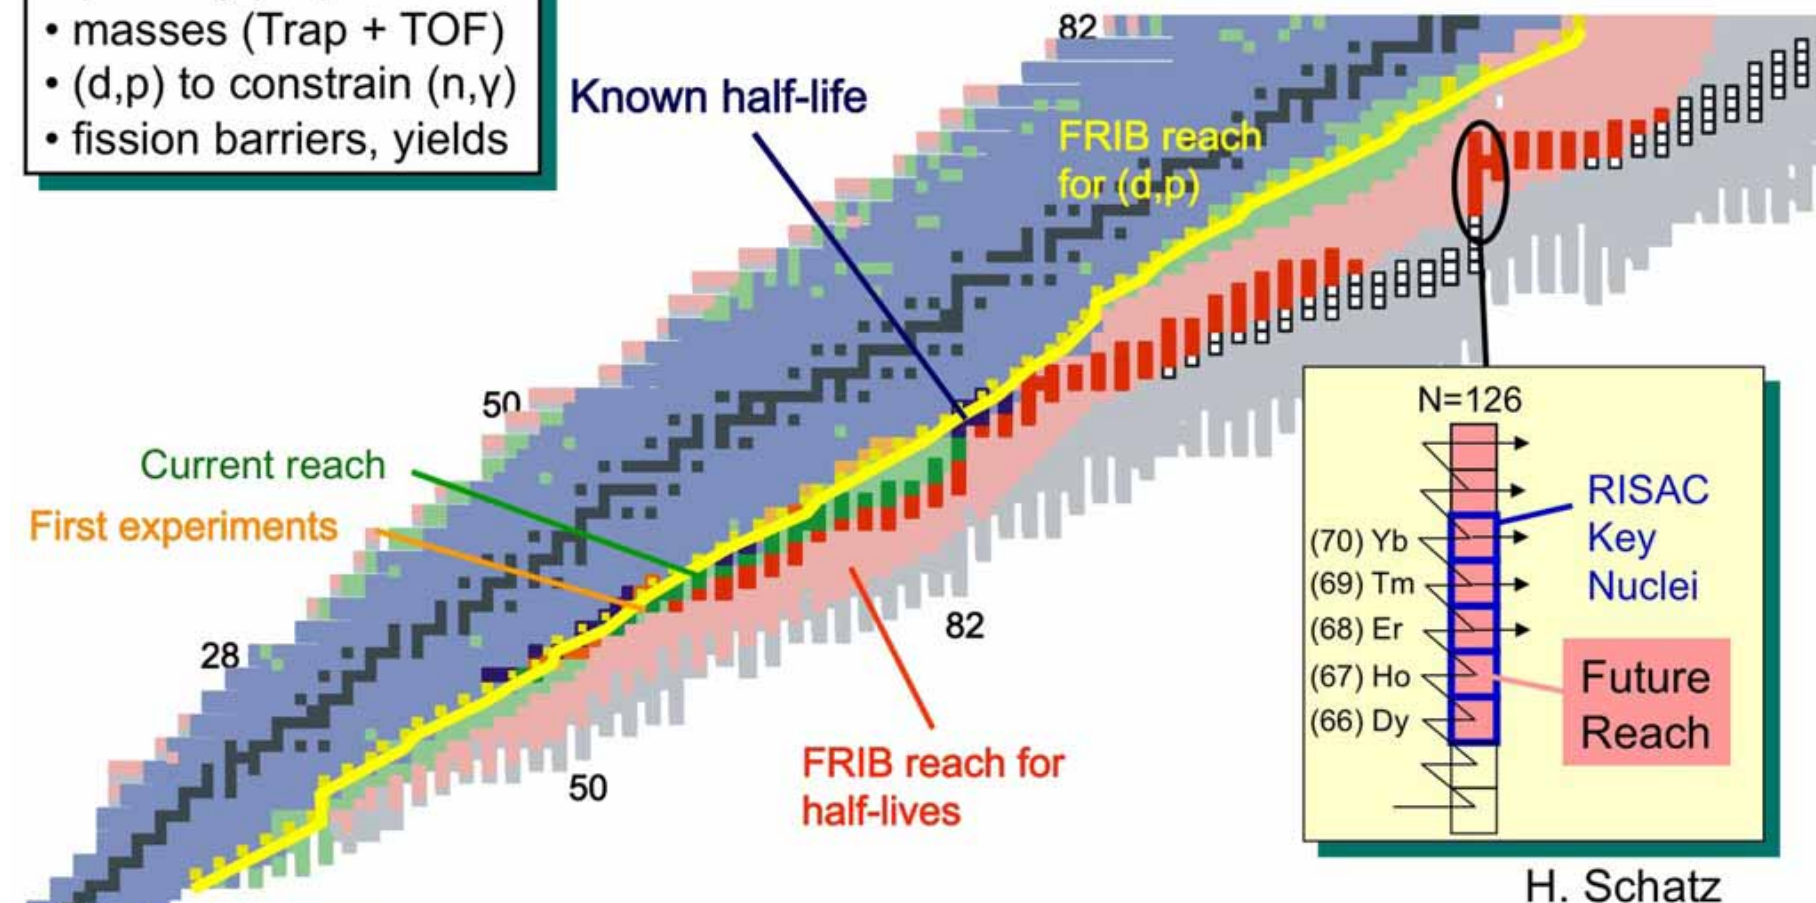 • masses (Trap + TOF)
• (d,p) to constrain (n,γ)
• fission barriers, yields
82
Known half-life
FRIB reach
for (d,p)
50
Current reach
First experiments
28
82
50
FRIB reach for
half-lives
N=126
RISAC
Key
Nuclei
(70) Yb
(69) Tm
(68) Er
(67) Ho
(66) Dy
Future
Reach
H. Schatz